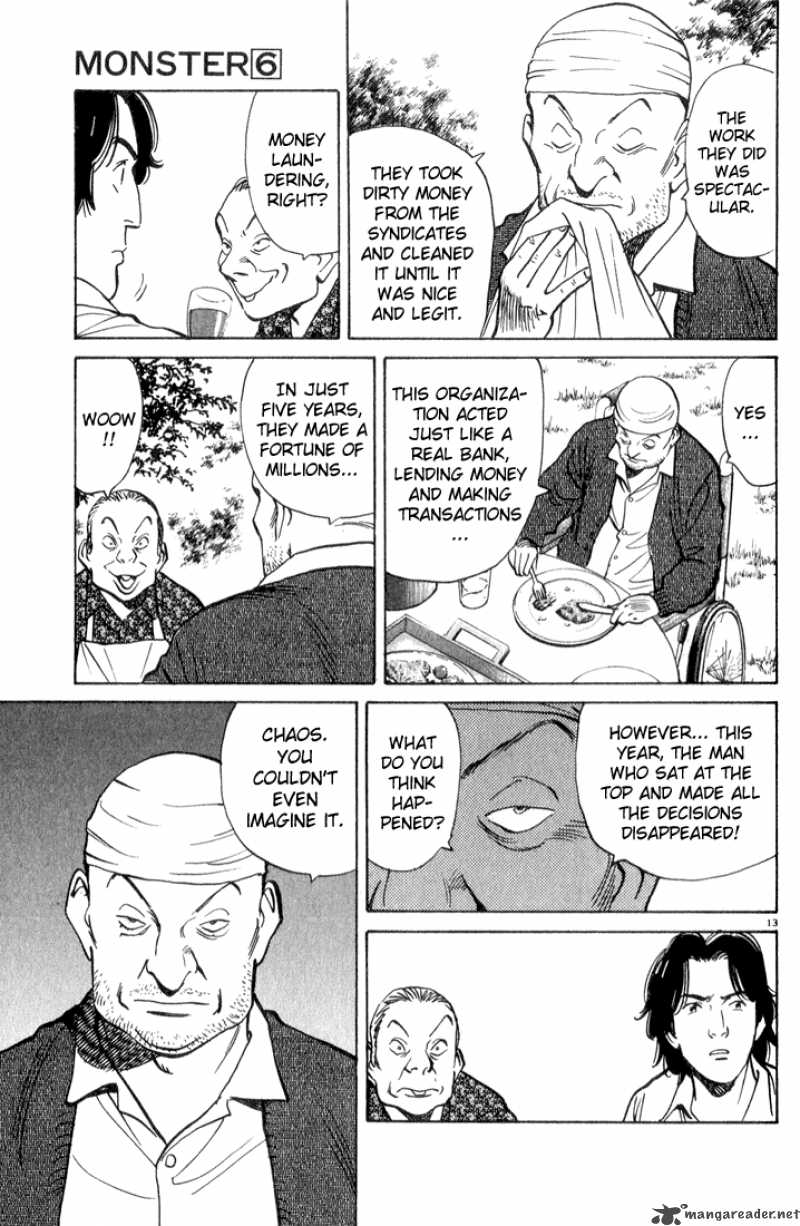 MONSTER6
THE
WORK
THEY DID
WAS
SPECTAC-
ULAR.
THEY TOOK
DIRTY MONEY
FROM THE
SYNDICATES
AND CLEANED
IT UNTIL IT
WAS NICE
AND LEGIT.
MONEY
LAUN-
DERING,
RIGHT?
YES
...
THIS ORGANIZA-
TION ACTED
JUST LIKE A
REAL BANK,
LENDING MONEY
AND MAKING
TRANSACTIONS
...
IN JUST
FIVE YEARS,
THEY MADE A
FORTUNE OF
MILLIONS...
WOOW
!!
HOWEVER... THIS
YEAR, THE MAN
WHO SAT AT THE
TOP AND MADE ALL
THE DECISIONS
DISAPPEARED!
WHAT
DO YOU
THINK
HAP-
PENED?
13
CHAOS.
YOU
COULDN'T
EVEN
IMAGINE IT.
mangareader.net